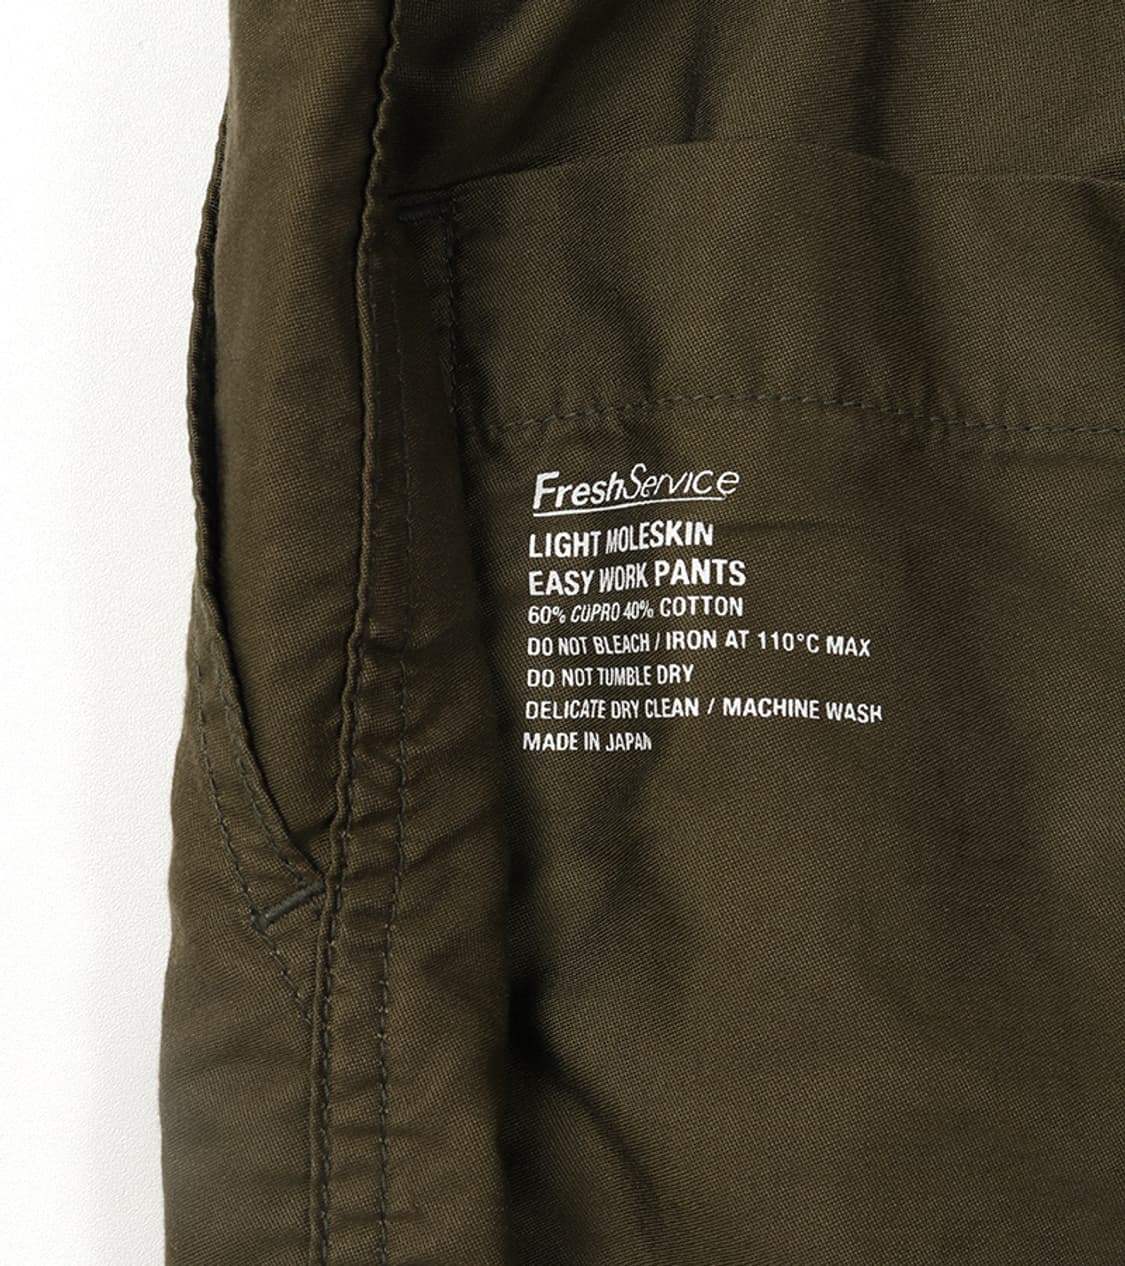 FreshService
LIGHT MOLESKIN
EASY WORK PANTS
60% CUPRO 40% COTTON
DO NOT BLEACH / IRON AT 110°C MAX
DO NOT TUMBLE DRY
DELICATE DRY CLEAN / MACHINE WASH
MADE IN JAPAN